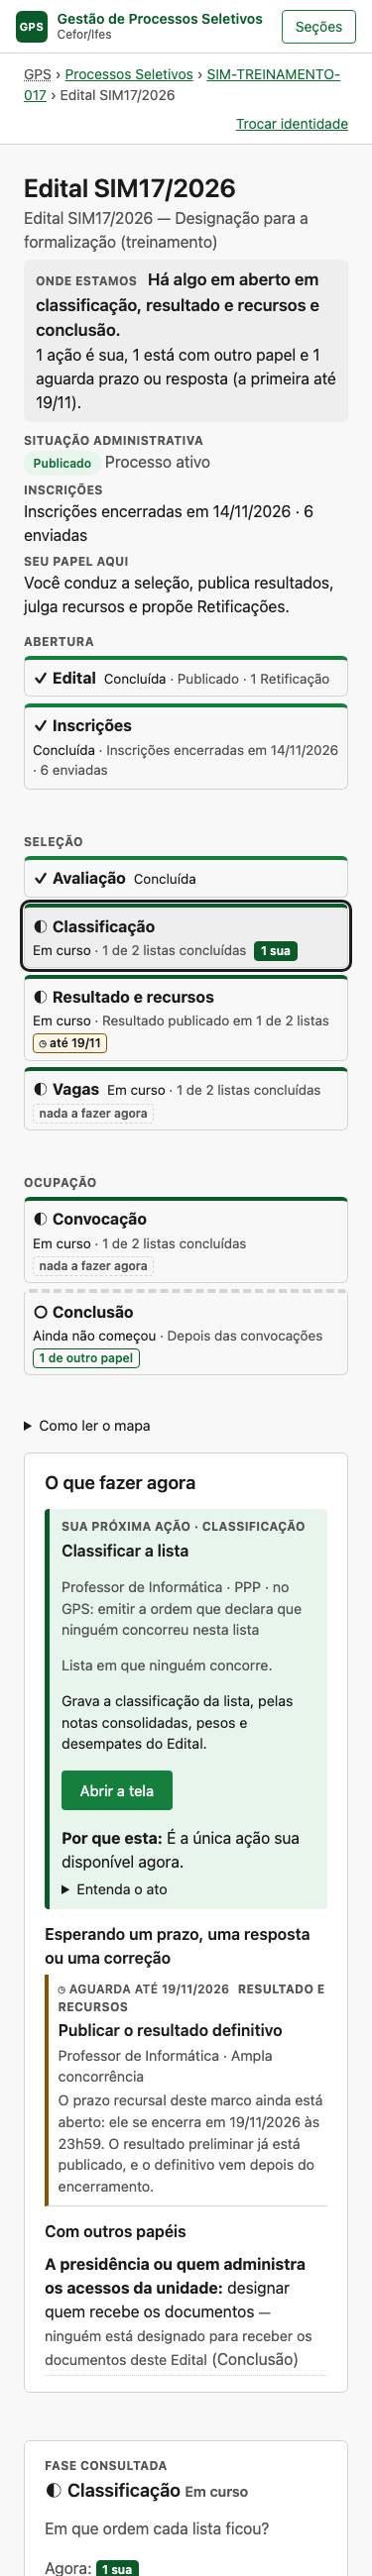 GPS
Gestão de Processos Seletivos
Cefor/Ifes
Seções
GPS › Processos Seletivos › SIM-TREINAMENTO-
017 › Edital SIM17/2026
Trocar identidade
Edital SIM17/2026
Edital SIM17/2026 — Designação para a
formalização (treinamento)
ONDE ESTAMOS Há algo em aberto em
classificação, resultado e recursos e
conclusão.
1 ação é sua, 1 está com outro papel e 1
aguarda prazo ou resposta (a primeira até
19/11).
SITUAÇÃO ADMINISTRATIVA
Publicado Processo ativo
INSCRIÇÕES
Inscrições encerradas em 14/11/2026 · 6
enviadas
SEU PAPEL AQUI
Você conduz a seleção, publica resultados,
julga recursos e propõe Retificações.
ABERTURA
✓ Edital Concluída · Publicado · 1 Retificação
✓ Inscrições
Concluída · Inscrições encerradas em 14/11/2026
· 6 enviadas
SELEÇÃO
✓ Avaliação Concluída
◐ Classificação
Em curso · 1 de 2 listas concluídas 1 sua
◐ Resultado e recursos
Em curso · Resultado publicado em 1 de 2 listas
◷ até 19/11
◐ Vagas Em curso · 1 de 2 listas concluídas
nada a fazer agora
OCUPAÇÃO
◐ Convocação
Em curso · 1 de 2 listas concluídas
nada a fazer agora
○ Conclusão
Ainda não começou · Depois das convocações
1 de outro papel
▶ Como ler o mapa
O que fazer agora
SUA PRÓXIMA AÇÃO · CLASSIFICAÇÃO
Classificar a lista
Professor de Informática · PPP · no
GPS: emitir a ordem que declara que
ninguém concorreu nesta lista
Lista em que ninguém concorre.
Grava a classificação da lista, pelas
notas consolidadas, pesos e
desempates do Edital.
Abrir a tela
Por que esta: É a única ação sua
disponível agora.
▶ Entenda o ato
Esperando um prazo, uma resposta
ou uma correção
◷ AGUARDA ATÉ 19/11/2026 RESULTADO E
RECURSOS
Publicar o resultado definitivo
Professor de Informática · Ampla
concorrência
O prazo recursal deste marco ainda está
aberto: ele se encerra em 19/11/2026 às
23h59. O resultado preliminar já está
publicado, e o definitivo vem depois do
encerramento.
Com outros papéis
A presidência ou quem administra
os acessos da unidade: designar
quem recebe os documentos —
ninguém está designado para receber os
documentos deste Edital (Conclusão)
FASE CONSULTADA
◐ Classificação Em curso
Em que ordem cada lista ficou?
Agora: 1 sua